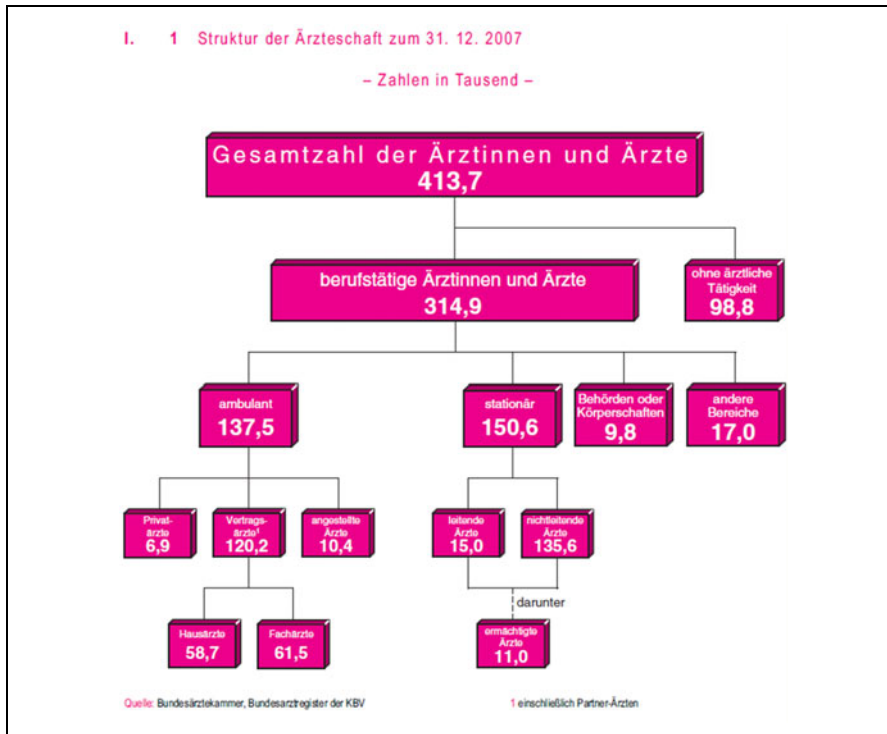 I. 1 Struktur der Ärzteschaft zum 31. 12. 2007
– Zahlen in Tausend –
Gesamtzahl der Ärztinnen und Ärzte
413,7
berufstätige Ärztinnen und Ärzte
314,9
ohne ärztliche
Tätigkeit
98,8
ambulant
137,5
stationär
150,6
Behörden oder
Körperschaften
9,8
andere
Bereiche
17,0
Privat-
ärzte
6,9
Vertrags-
ärzte¹
120,2
angestellte
Ärzte
10,4
leitende
Ärzte
15,0
nichtleitende
Ärzte
135,6
darunter
Hausärzte
58,7
Fachärzte
61,5
ermächtigte
Ärzte
11,0
Quelle: Bundesärztekammer, Bundesarztregister der KBV
1 einschließlich Partner-Ärzten